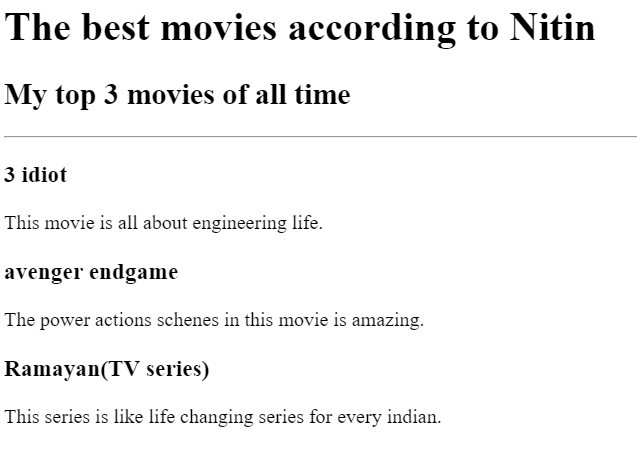 The best movies according to Nitin
My top 3 movies of all time
3 idiot
This movie is all about engineering life.
avenger endgame
The power actions schenes in this movie is amazing.
Ramayan(TV series)
This series is like life changing series for every indian.